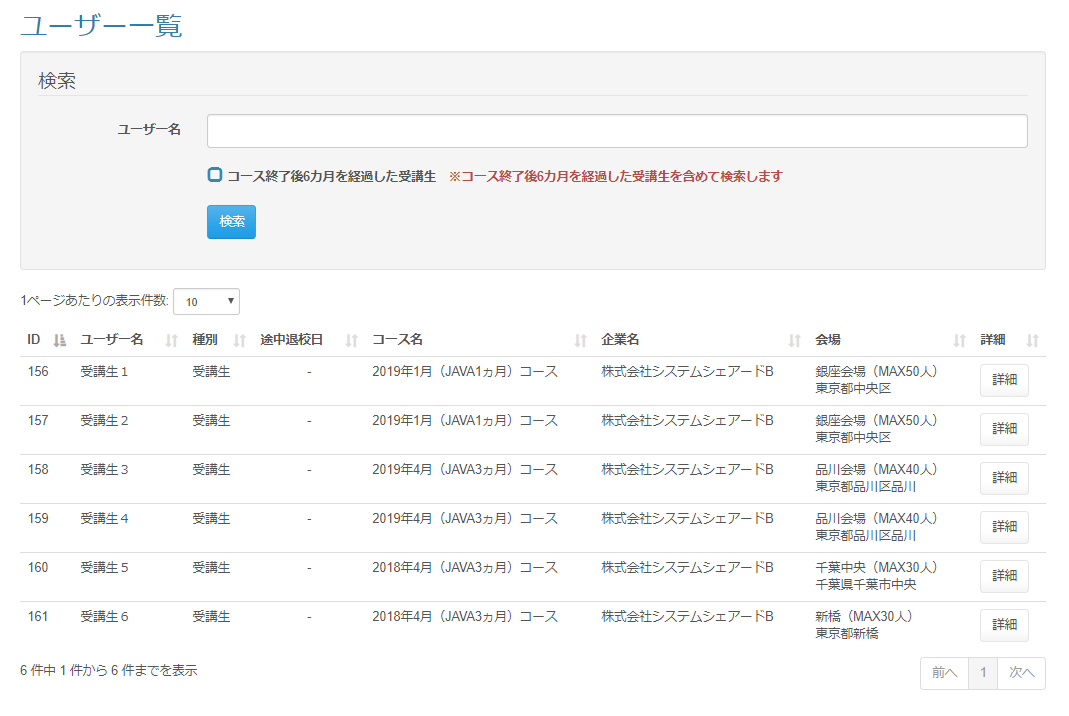 ユーザー一覧
検索
ユーザー名
コース終了後6カ月を経過した受講生 ※コース終了後6カ月を経過した受講生を含めて検索します
検索
1ページあたりの表示件数: 10
ID ユーザー名 種別 途中退校日 コース名 企業名 会場 詳細
156 受講生１ 受講生 - 2019年1月（JAVA1ヵ月）コース 株式会社システムシェアードB 銀座会場（MAX50人） 詳細
東京都中央区
157 受講生２ 受講生 - 2019年1月（JAVA1ヵ月）コース 株式会社システムシェアードB 銀座会場（MAX50人） 詳細
東京都中央区
158 受講生３ 受講生 - 2019年4月（JAVA3ヵ月）コース 株式会社システムシェアードB 品川会場（MAX40人） 詳細
東京都品川区品川
159 受講生４ 受講生 - 2019年4月（JAVA3ヵ月）コース 株式会社システムシェアードB 品川会場（MAX40人） 詳細
東京都品川区品川
160 受講生５ 受講生 - 2018年4月（JAVA3ヵ月）コース 株式会社システムシェアードB 千葉中央（MAX30人） 詳細
千葉県千葉市中央
161 受講生６ 受講生 - 2018年4月（JAVA3ヵ月）コース 株式会社システムシェアードB 新橋（MAX30人） 詳細
東京都新橋
6 件中 1 件から 6 件までを表示 前へ 1 次へ